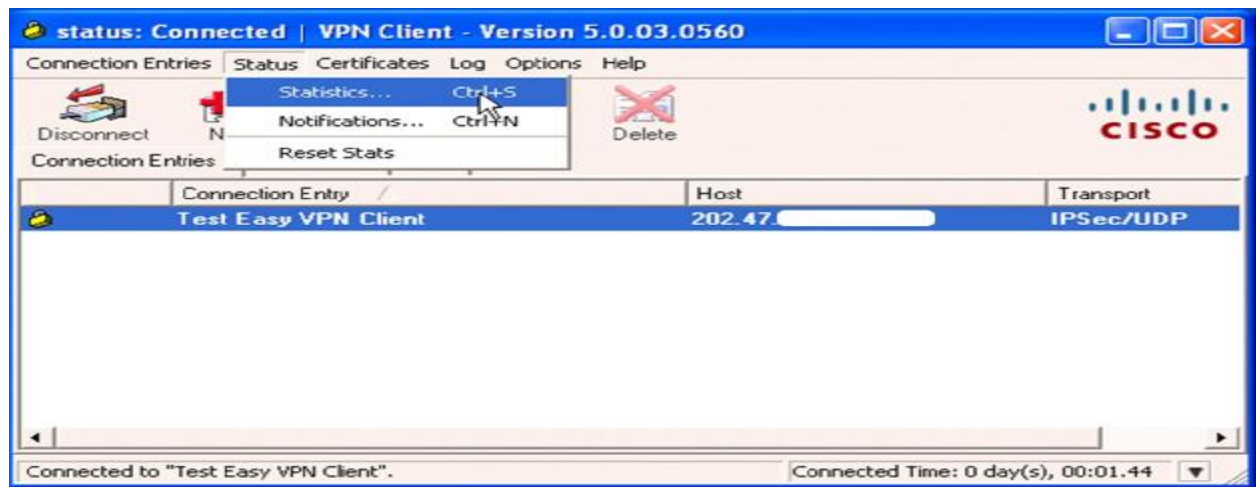 status: Connected | VPN Client - Version 5.0.03.0560
Connection Entries Status Certificates Log Options Help
Statistics... Ctrl+S
Notifications... Ctrl+N
Reset Stats
Disconnect N Delete
CISCO
Connection Entries
Connection Entry Host Transport
Test Easy VPN Client 202.47. IPSec/UDP
Connected to "Test Easy VPN Client". Connected Time: 0 day(s), 00:01.44